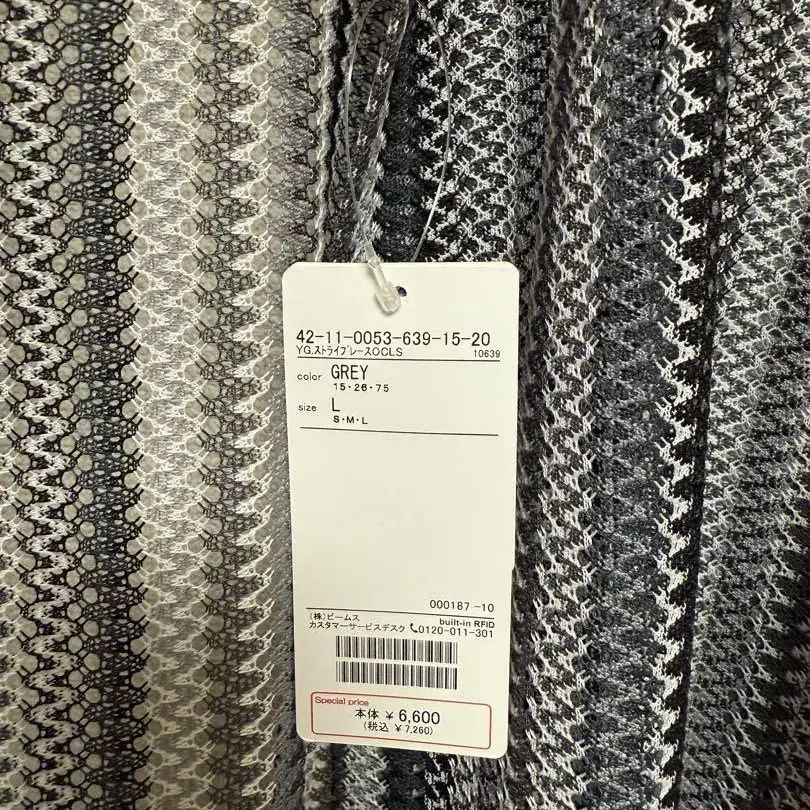 42-11-0053-639-15-20
YG.ストライプレースOCLS 10639
color GREY
15・26・75
size L
S・M・L
000187 -10
(株)ビームス built-in RFID
カスタマーサービスデスク 0120-011-301
Special price
本体 ¥ 6,600
(税込 ¥ 7,260)